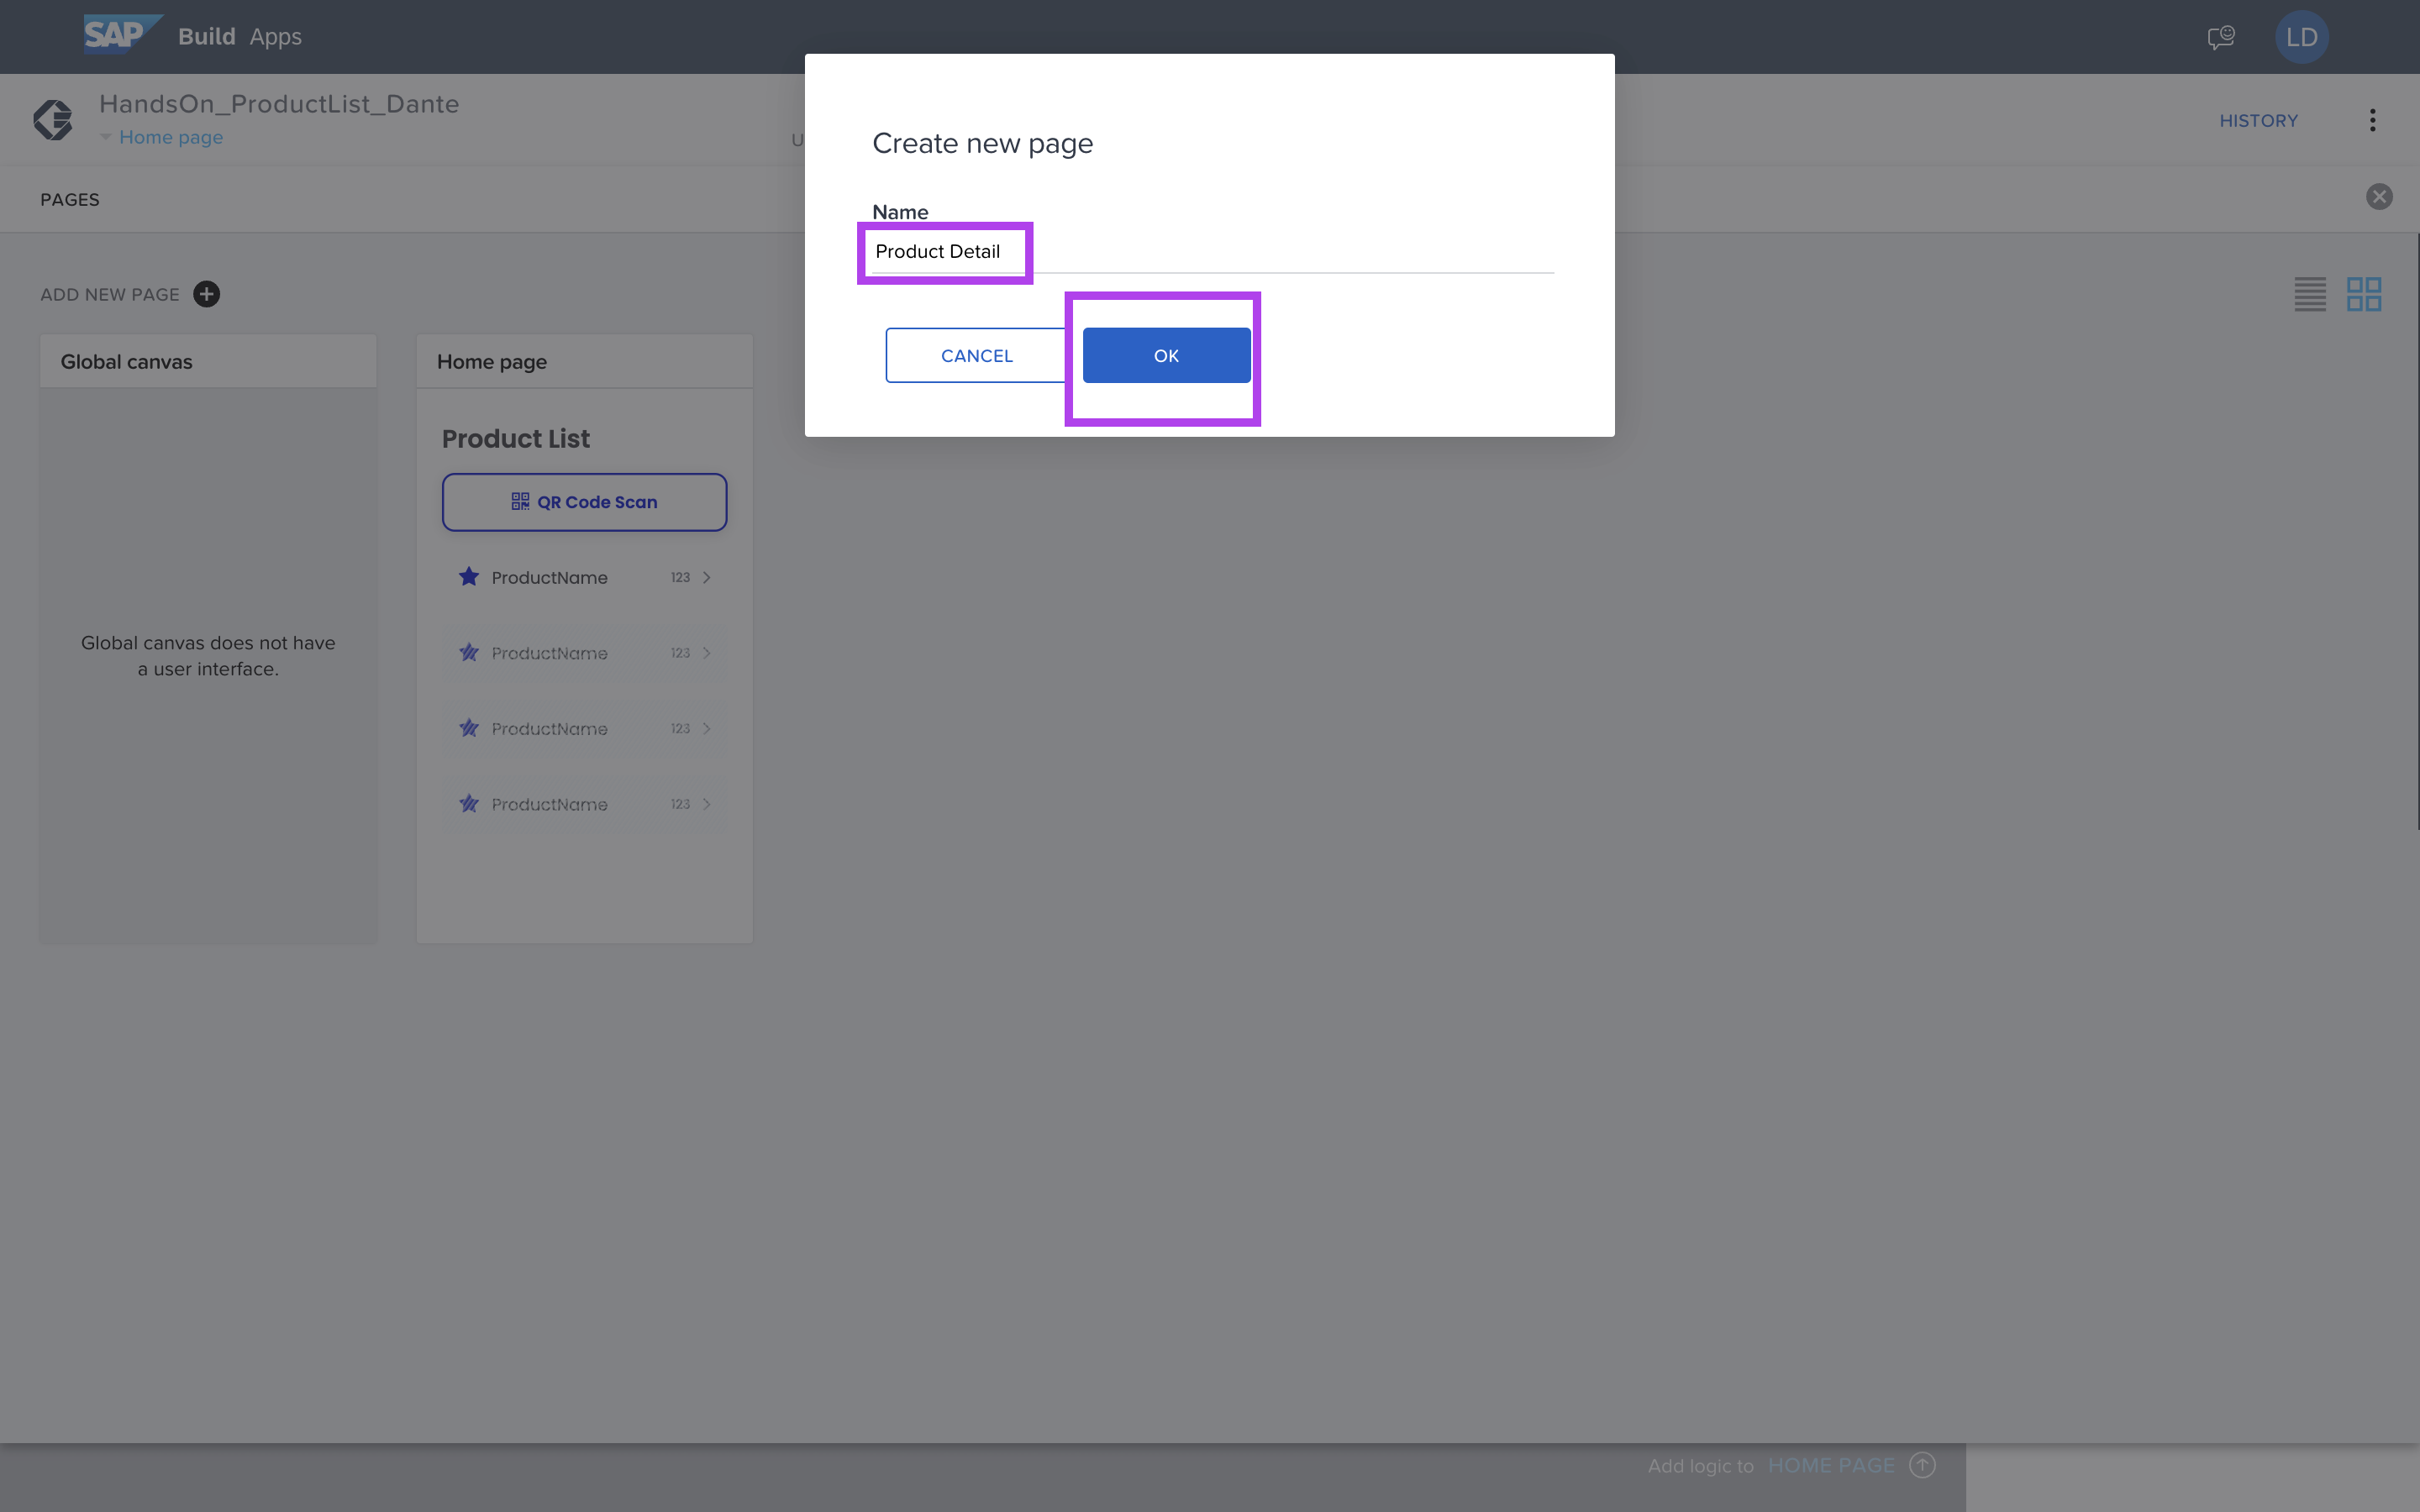 SAP Build Apps
LD
HandsOn_ProductList_Dante
Home page
U
HISTORY
PAGES
Create new page
Name
Product Detail
CANCEL
OK
ADD NEW PAGE
Global canvas
Global canvas does not have
a user interface.
Home page
Product List
QR Code Scan
ProductName 123
ProductName 123
ProductName 123
ProductName 123
Add logic to HOME PAGE